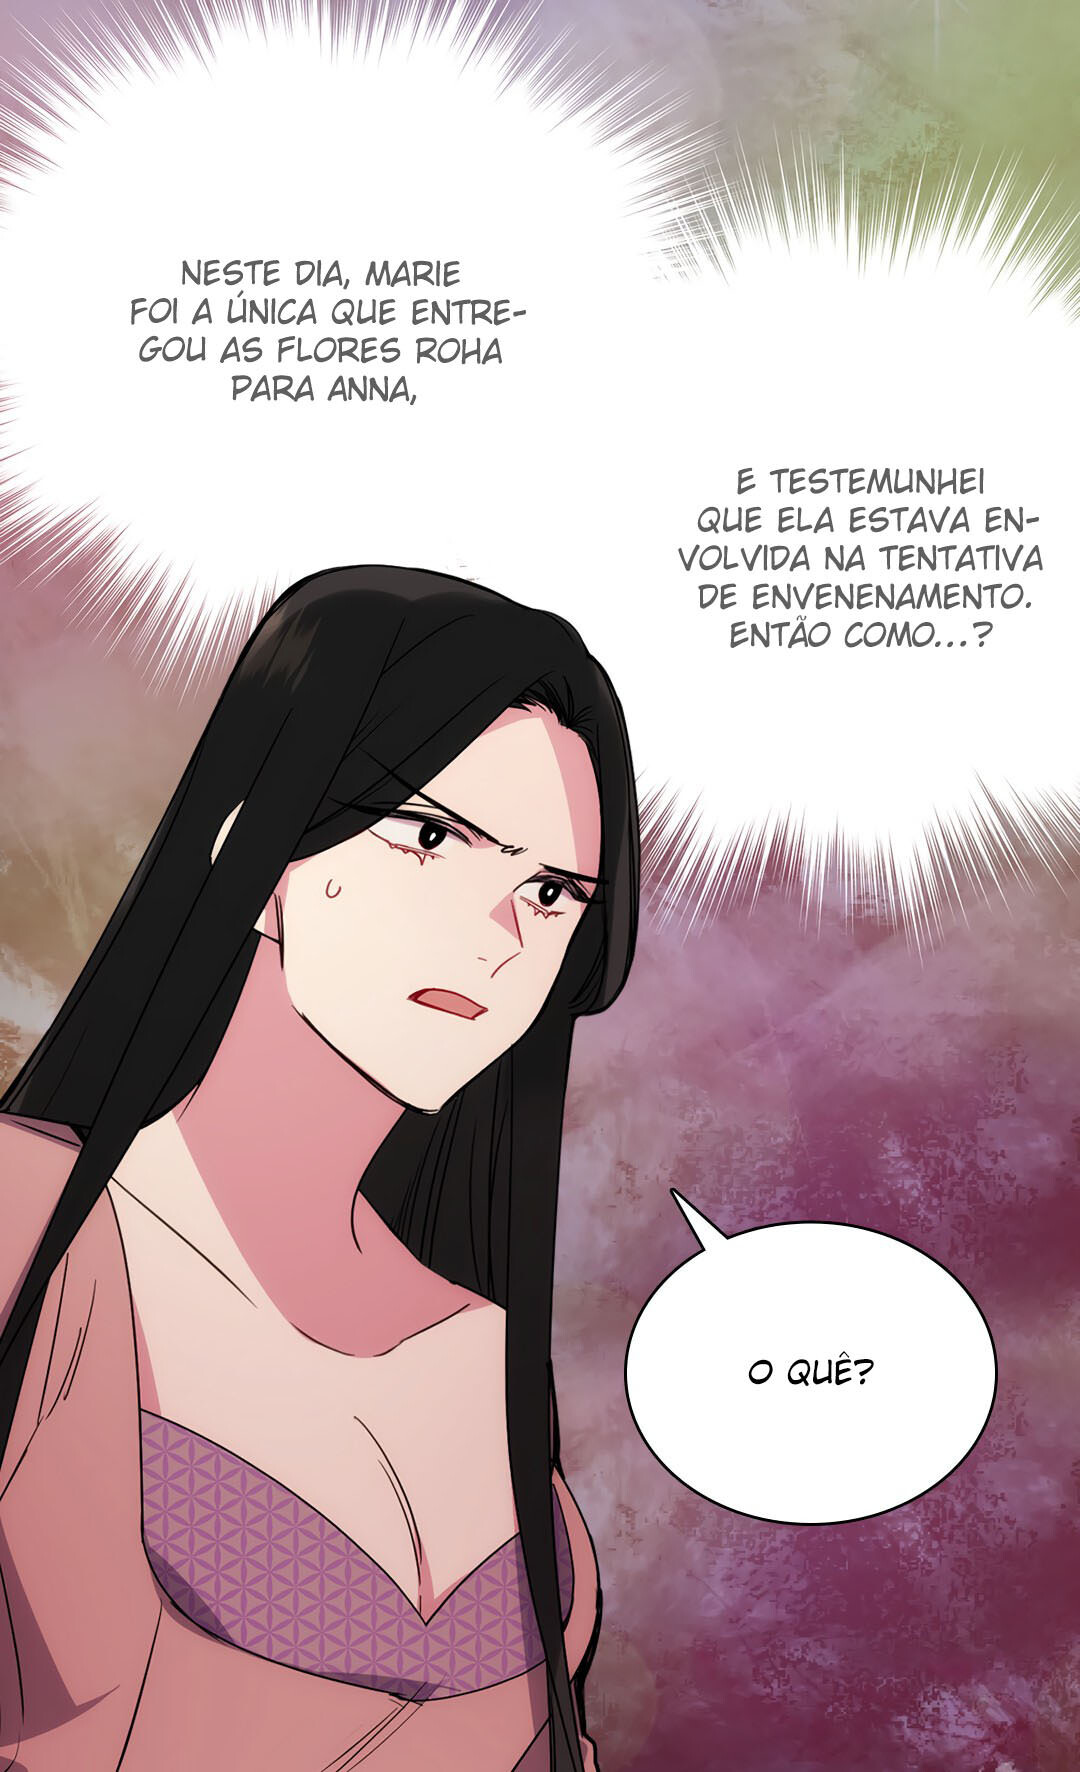 NESTE DIA, MARIE
FOI A ÚNICA QUE ENTRE-
GOU AS FLORES ROHA
PARA ANNA,
E TESTEMUNHEI
QUE ELA ESTAVA EN-
VOLVIDA NA TENTATIVA
DE ENVENENAMENTO.
ENTÃO COMO...?
O QUÊ?